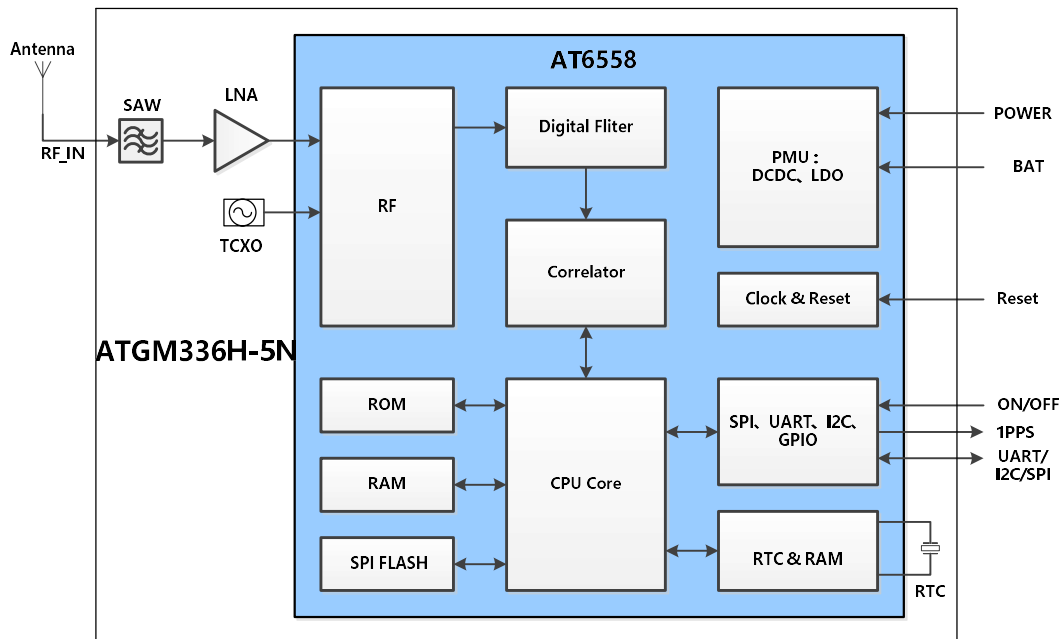 AT6558
Antenna
SAW
LNA
RF_IN
TCXO
RF
Digital Fliter
Correlator
PMU：
DCDC、LDO
POWER
BAT
Clock & Reset
Reset
ATGM336H-5N
ROM
RAM
SPI FLASH
CPU Core
SPI、UART、I2C、
GPIO
ON/OFF
1PPS
UART/
I2C/SPI
RTC & RAM
RTC